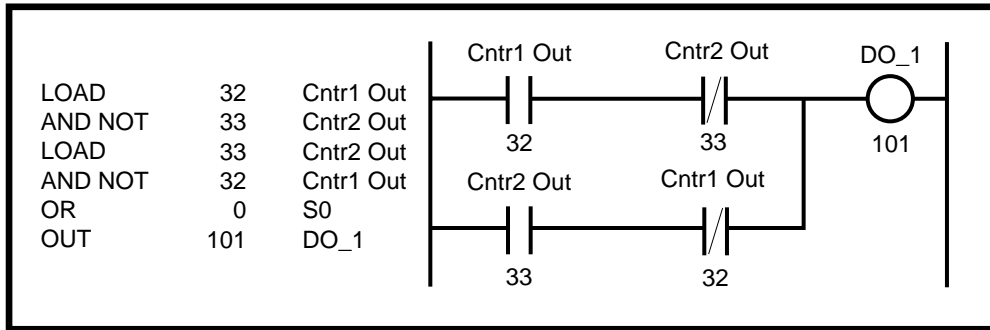 LOAD 32 Cntr1 Out
AND NOT 33 Cntr2 Out
LOAD 33 Cntr2 Out
AND NOT 32 Cntr1 Out
OR 0 S0
OUT 101 DO_1
Cntr1 Out Cntr2 Out DO_1
32 33 101
Cntr2 Out Cntr1 Out
33 32